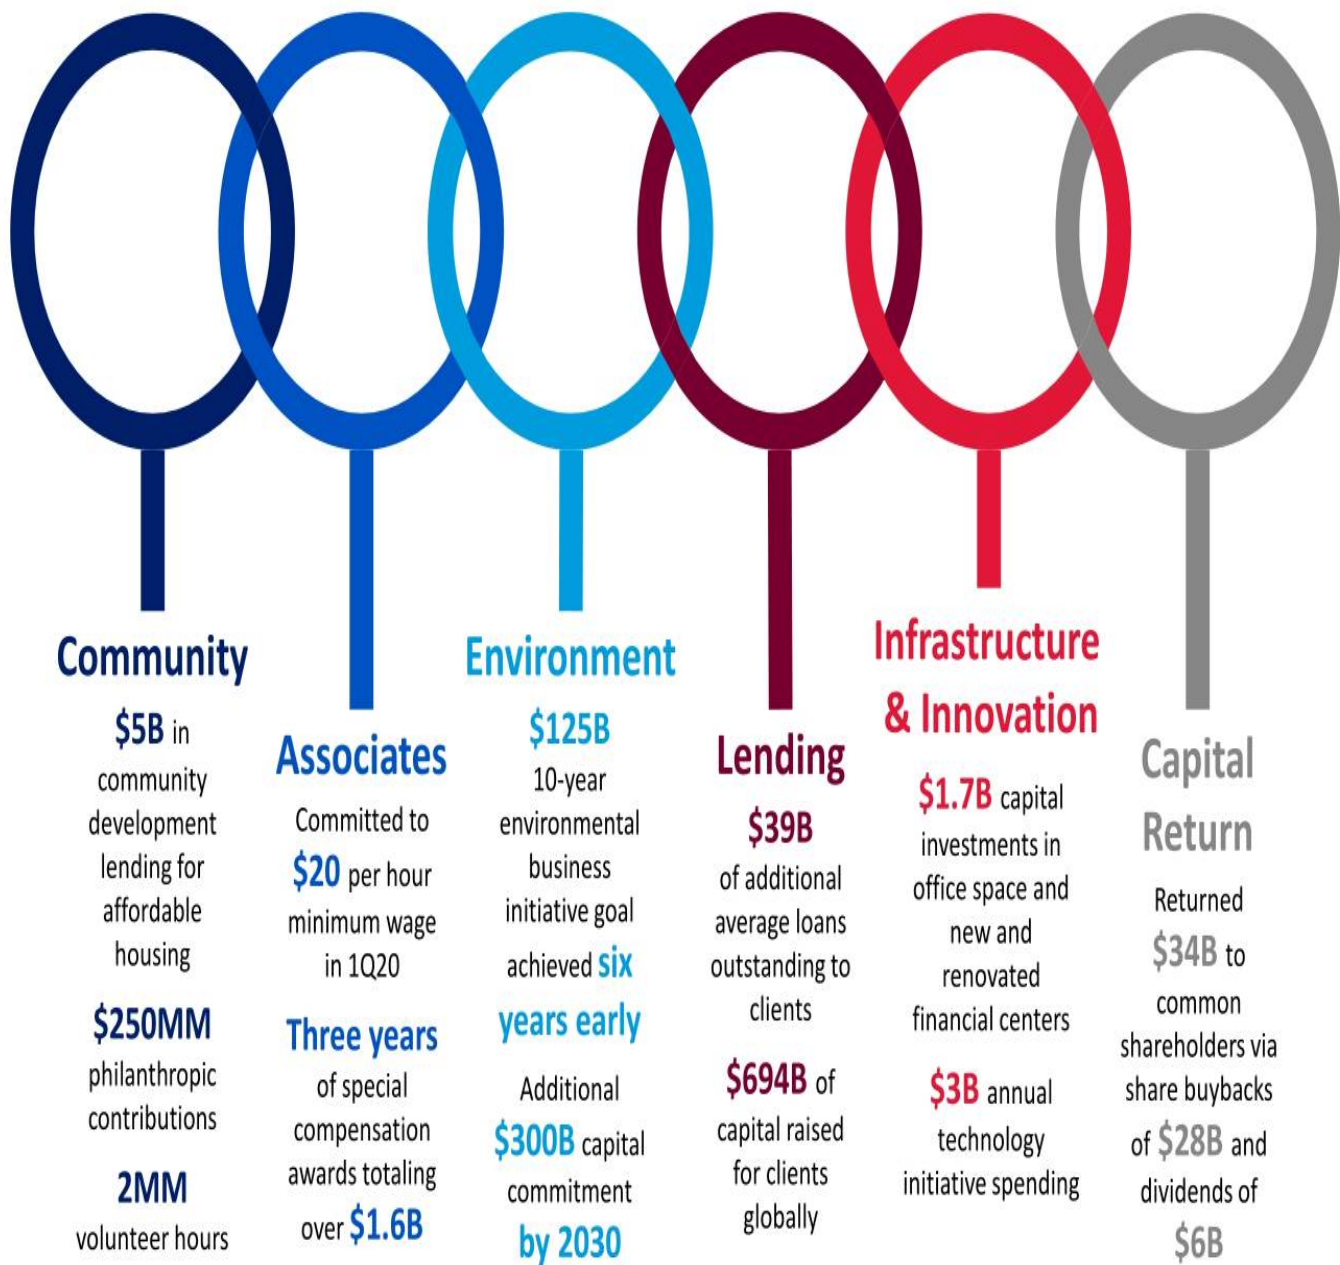 Community
$5B in
community
development
lending for
affordable
housing
$250MM
philanthropic
contributions
2MM
volunteer hours
Associates
Committed to
$20 per hour
minimum wage
in 1Q20
Three years
of special
compensation
awards totaling
over $1.6B
Environment
$125B
10-year
environmental
business
initiative goal
achieved six
years early
Additional
$300B capital
commitment
by 2030
Lending
$39B
of additional
average loans
outstanding to
clients
$694B of
capital raised
for clients
globally
Infrastructure
& Innovation
$1.7B capital
investments in
office space and
new and
renovated
financial centers
$3B annual
technology
initiative spending
Capital
Return
Returned
$34B to
common
shareholders via
share buybacks
of $28B and
dividends of
$6B